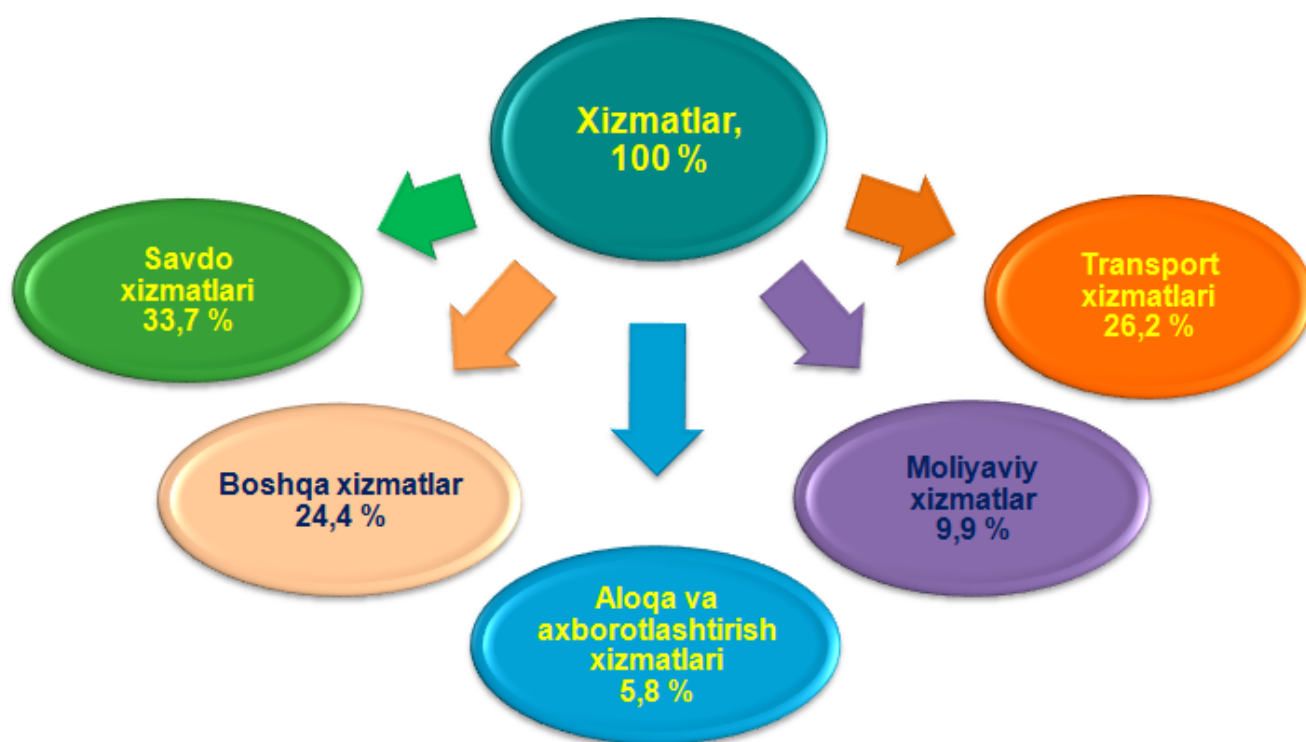 Xizmatlar,
100 %
Savdo
xizmatlari
33,7 %
Transport
xizmatlari
26,2 %
Boshqa xizmatlar
24,4 %
Moliyaviy
xizmatlar
9,9 %
Aloqa va
axborotlashtirish
xizmatlari
5,8 %